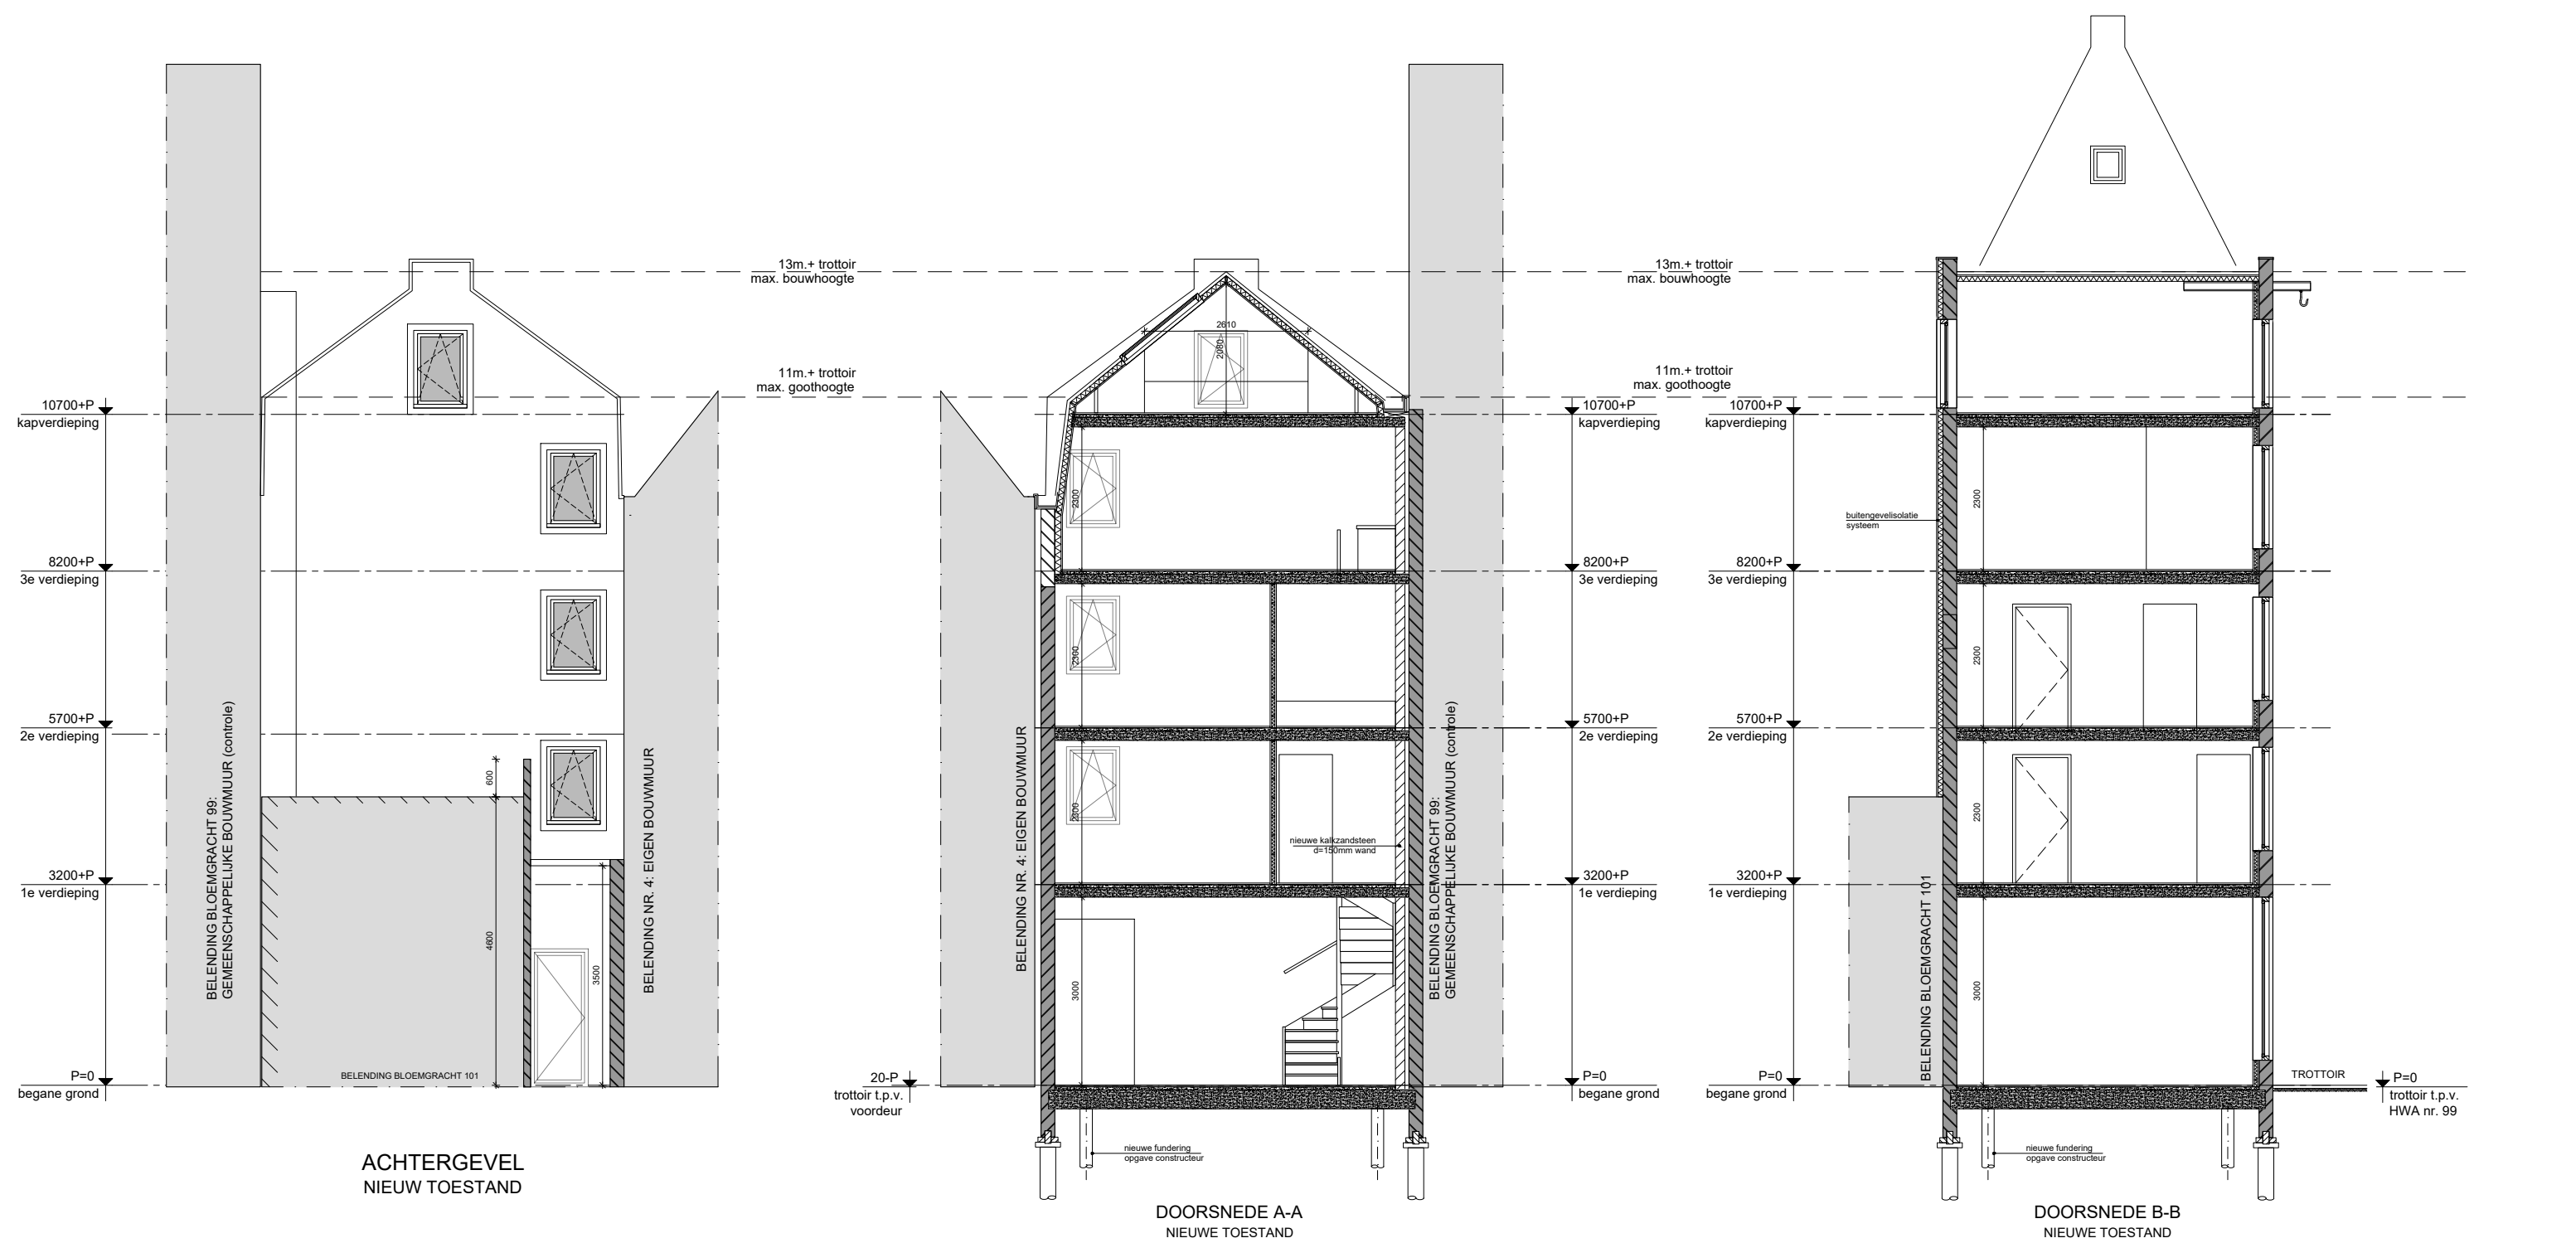 10700+P
kapverdieping
8200+P
3e verdieping
5700+P
2e verdieping
3200+P
1e verdieping
P=0
begane grond
BELENDING BLOEMGRACHT 99:
GEMEENSCHAPPELIJKE BOUWMUUR (controle)
600
4600
3500
BELENDING BLOEMGRACHT 101
BELENDING NR. 4: EIGEN BOUWMUUR
ACHTERGEVEL
NIEUW TOESTAND
13m.+ trottoir
max. bouwhoogte
11m.+ trottoir
max. goothoogte
20-P
trottoir t.p.v.
voordeur
BELENDING NR. 4: EIGEN BOUWMUUR
2610
2080
2300
2300
2300
3000
nieuwe kalkzandsteen
d=150mm wand
BELENDING BLOEMGRACHT 99:
GEMEENSCHAPPELIJKE BOUWMUUR (controle)
nieuwe fundering
opgave constructeur
DOORSNEDE A-A
NIEUWE TOESTAND
10700+P
kapverdieping
8200+P
3e verdieping
5700+P
2e verdieping
3200+P
1e verdieping
P=0
begane grond
13m.+ trottoir
max. bouwhoogte
11m.+ trottoir
max. goothoogte
10700+P
kapverdieping
8200+P
3e verdieping
5700+P
2e verdieping
3200+P
1e verdieping
P=0
begane grond
buitengevelisolatie
systeem
BELENDING BLOEMGRACHT 101
2300
2300
2300
3000
TROTTOIR
P=0
trottoir t.p.v.
HWA nr. 99
nieuwe fundering
opgave constructeur
DOORSNEDE B-B
NIEUWE TOESTAND